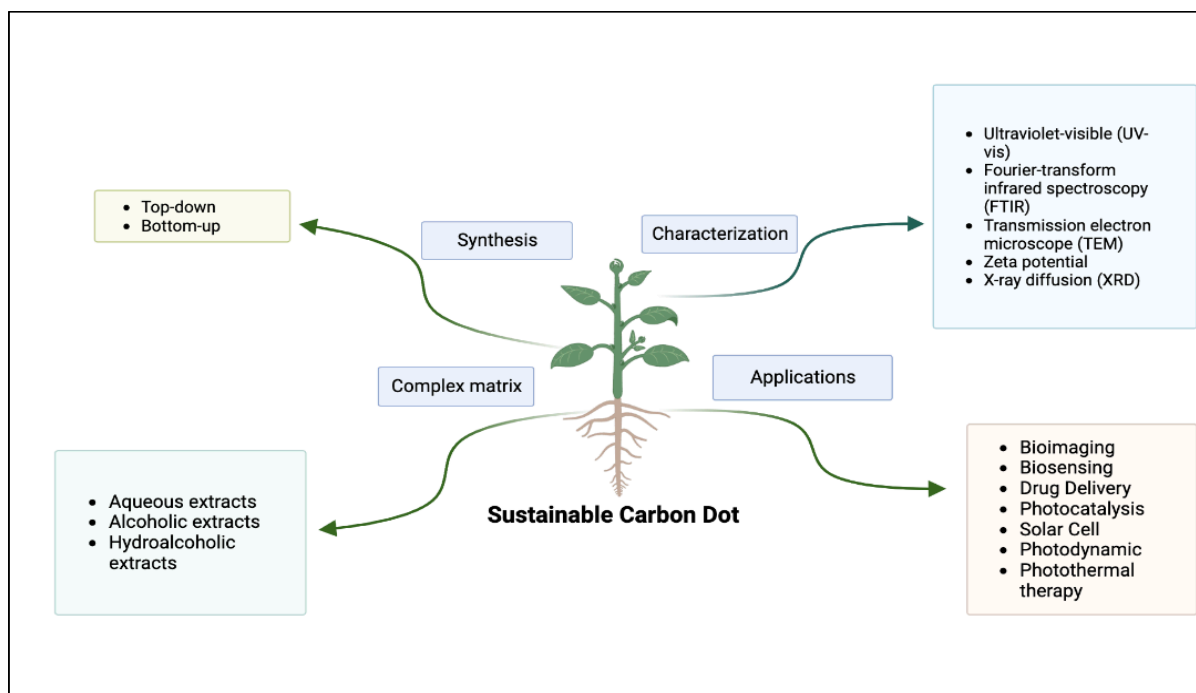 • Top-down
• Bottom-up
Synthesis
Characterization
• Ultraviolet-visible (UV-
vis)
• Fourier-transform
infrared spectroscopy
(FTIR)
• Transmission electron
microscope (TEM)
• Zeta potential
• X-ray diffusion (XRD)
Complex matrix
Applications
• Aqueous extracts
• Alcoholic extracts
• Hydroalcoholic
extracts
Sustainable Carbon Dot
• Bioimaging
• Biosensing
• Drug Delivery
• Photocatalysis
• Solar Cell
• Photodynamic
• Photothermal
therapy